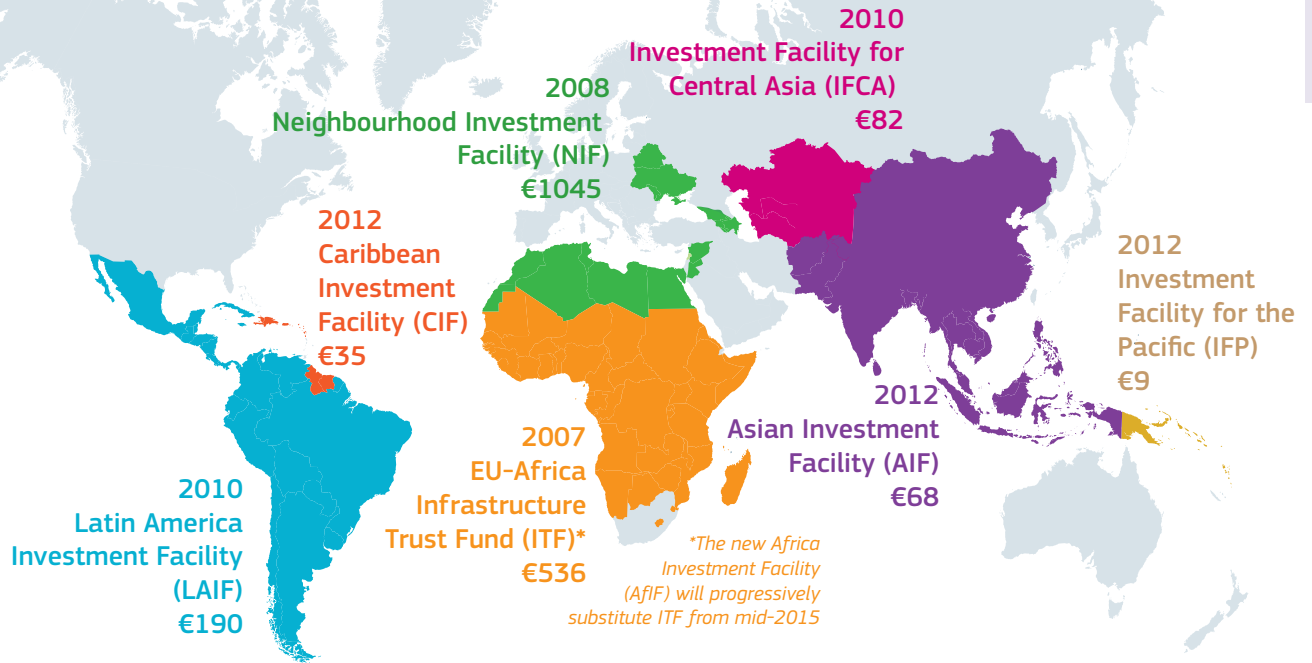 2010
Investment Facility for
Central Asia (IFCA)
€82
2008
Neighbourhood Investment
Facility (NIF)
€1045
2012
Caribbean
Investment
Facility (CIF)
€35
2012
Investment
Facility for the
Pacific (IFP)
€9
2012
Asian Investment
Facility (AIF)
€68
2007
EU-Africa
Infrastructure
Trust Fund (ITF)*
€536
2010
Latin America
Investment Facility
(LAIF)
€190
*The new Africa
Investment Facility
(AfIF) will progressively
substitute ITF from mid-2015